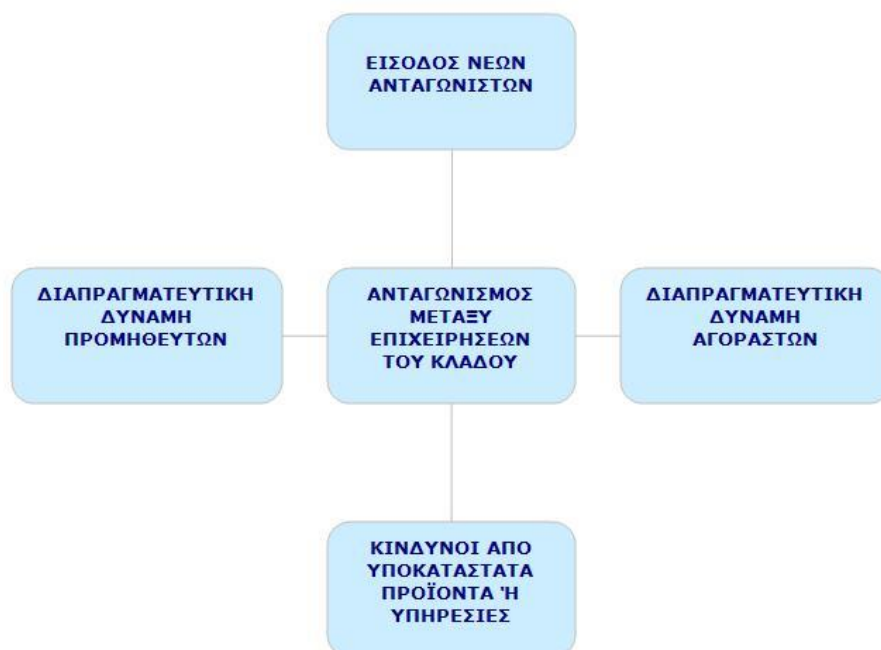 ΕΙΣΟΔΟΣ ΝΕΩΝ
ΑΝΤΑΓΩΝΙΣΤΩΝ
ΔΙΑΠΡΑΓΜΑΤΕΥΤΙΚΗ
ΔΥΝΑΜΗ
ΠΡΟΜΗΘΕΥΤΩΝ
ΑΝΤΑΓΩΝΙΣΜΟΣ
ΜΕΤΑΞΥ
ΕΠΙΧΕΙΡΗΣΕΩΝ
ΤΟΥ ΚΛΑΔΟΥ
ΔΙΑΠΡΑΓΜΑΤΕΥΤΙΚΗ
ΔΥΝΑΜΗ
ΑΓΟΡΑΣΤΩΝ
ΚΙΝΔΥΝΟΙ ΑΠΟ
ΥΠΟΚΑΤΑΣΤΑΤΑ
ΠΡΟΪΟΝΤΑ 'Η
ΥΠΗΡΕΣΙΕΣ